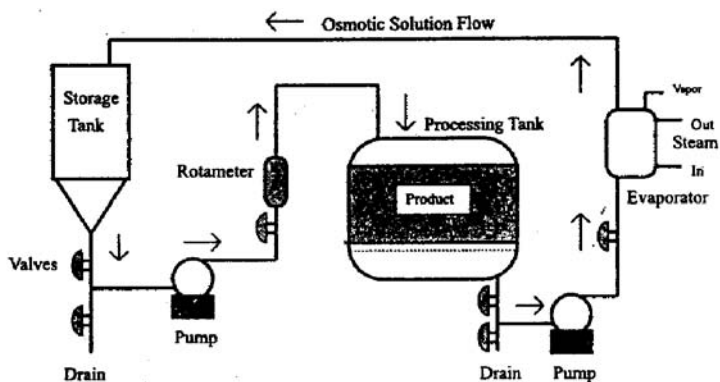 Osmotic Solution Flow
Storage
Tank
Vapor
Processing Tank
Out
Steam
Rotameter
In
Product
Evaporator
Valves
Pump
Drain
Drain
Pump